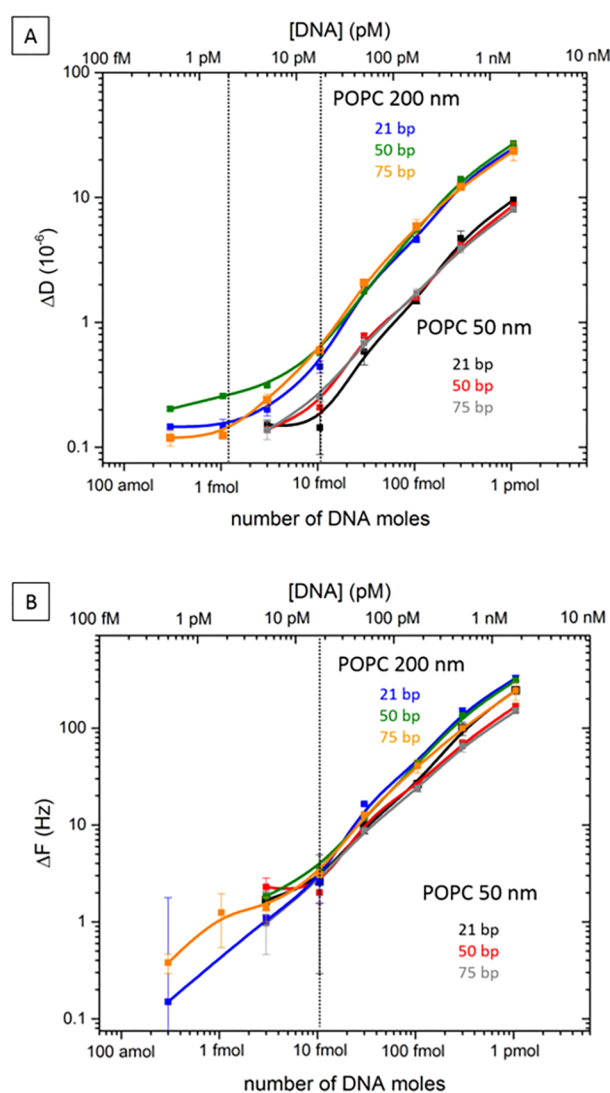 A
[DNA] (pM)
100 fM 1 pM 10 pM 100 pM 1 nM 10 nM
100
POPC 200 nm
21 bp
50 bp
75 bp
10
ΔD (10⁻⁶)
1
POPC 50 nm
21 bp
50 bp
75 bp
0.1
100 amol 1 fmol 10 fmol 100 fmol 1 pmol
number of DNA moles
B
[DNA] (pM)
100 fM 1 pM 10 pM 100 pM 1 nM 10 nM
POPC 200 nm
21 bp
50 bp
75 bp
100
10
ΔF (Hz)
1
POPC 50 nm
21 bp
50 bp
75 bp
0.1
100 amol 1 fmol 10 fmol 100 fmol 1 pmol
number of DNA moles